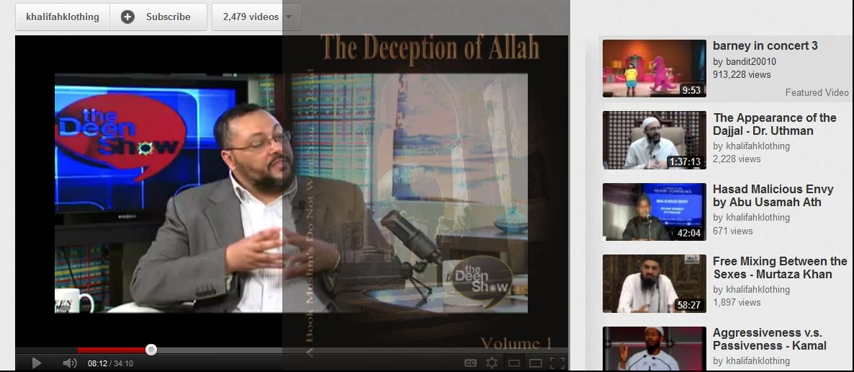 khalifahklothing
Subscribe
2,479 videos
The Deception of Allah
the
Deen
Show
the
Deen
Show
A Book Muslims Do Not W
Volume 1
08:12 / 34:10
barney in concert 3
by bandit20010
913,228 views
9:53
Featured Video
The Appearance of the
Dajjal - Dr. Uthman
by khalifahklothing
2,228 views
1:37:13
Hasad Malicious Envy
by Abu Usamah Ath
by khalifahklothing
671 views
42:04
Free Mixing Between the
Sexes - Murtaza Khan
by khalifahklothing
1,897 views
58:27
Aggressiveness v.s.
Passiveness - Kamal
by khalifahklothing